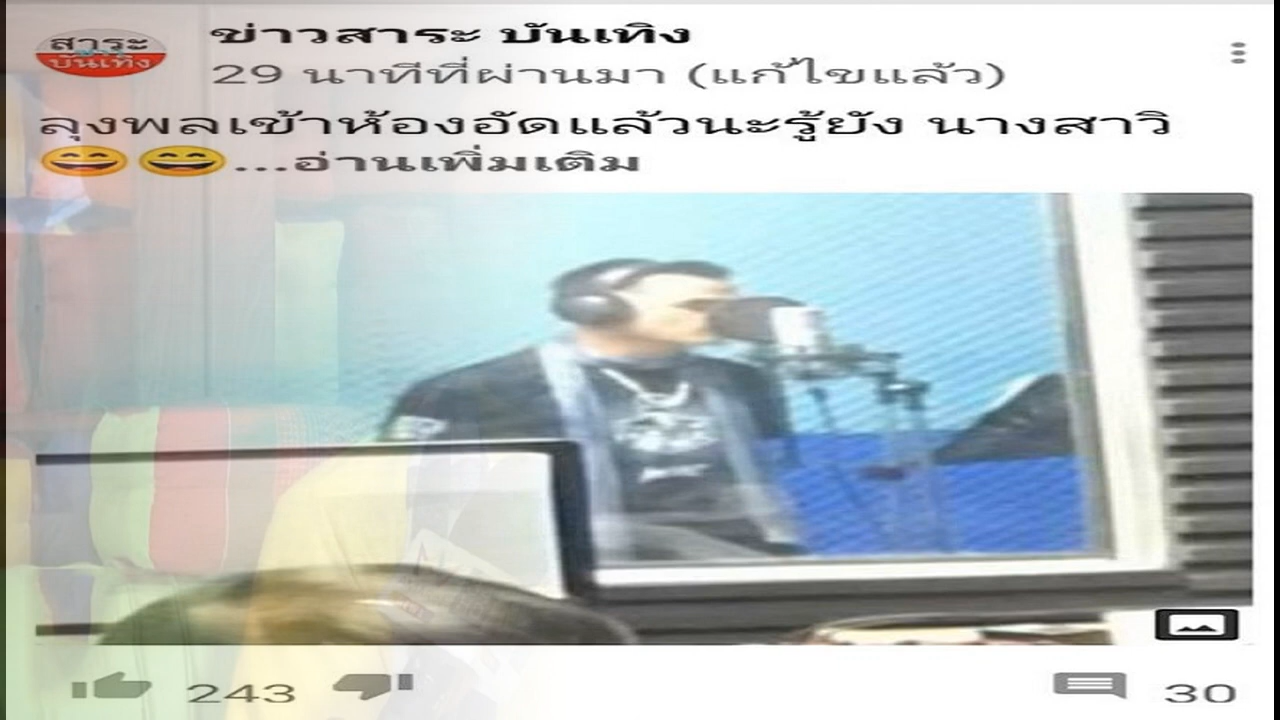 สาระ
บันเทิง
ข่าวสาระ บันเทิง
29 นาทีที่ผ่านมา (แก้ไขแล้ว)
ลุงพลเข้าห้องอัดแล้วนะรู้ยัง นางสาวิ
😄 😄...อ่านเพิ่มเติม
243
30